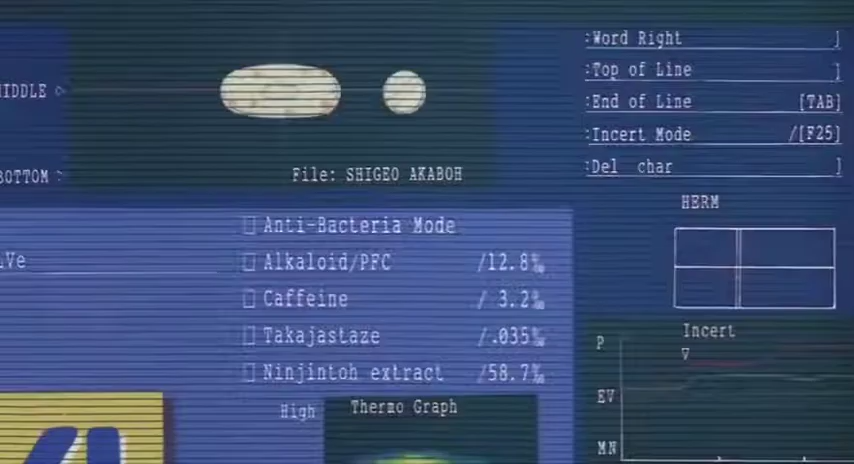 :Word Right ]
:Top of Line ]
MIDDLE
:End of Line [TAB]
:Incert Mode /[F25]
BOTTOM
File: SHIGEO AKABOH
:Del char ]
HERM
Anti-Bacteria Mode
Alkaloid/PFC /12.8‰
Caffeine / 3.2‰
Takajastaze /.035‰
Ninjintoh extract /58.7‰
Incert
P
EV
MN
High
Thermo Graph